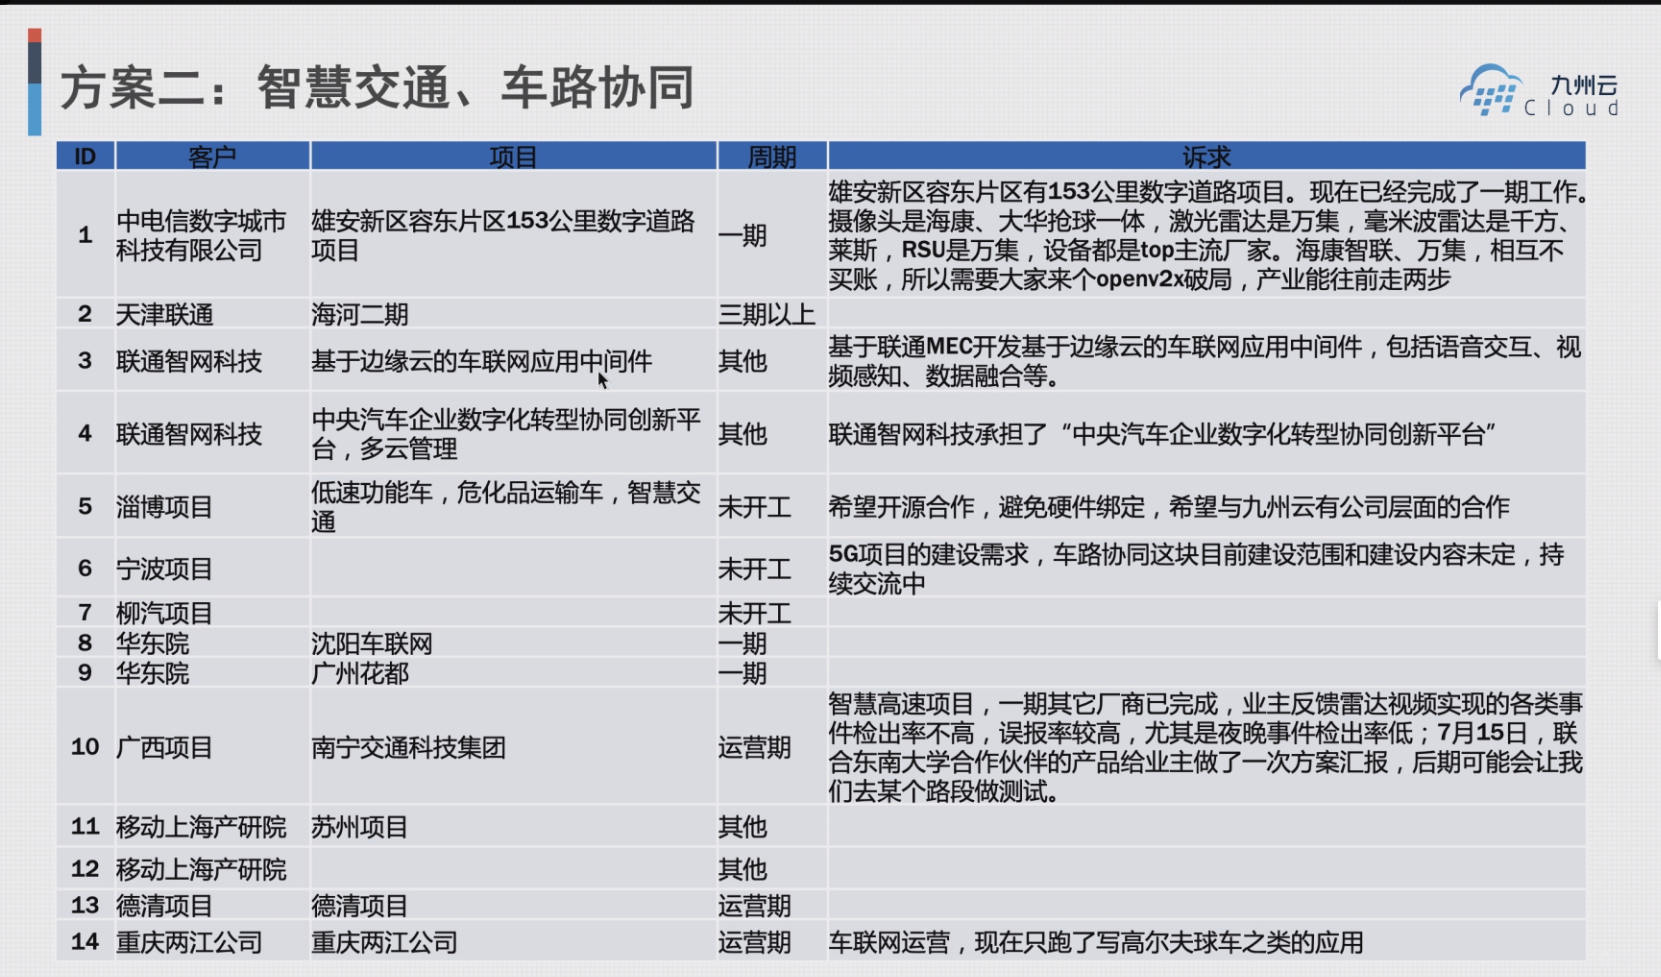 方案二：智慧交通、车路协同
九州云
Cloud
ID 客户 项目 周期 诉求
1 中电信数字城市科技有限公司 雄安新区容东片区153公里数字道路项目 一期 雄安新区容东片区有153公里数字道路项目。现在已经完成了一期工作。
摄像头是海康、大华抢球一体，激光雷达是万集，毫米波雷达是千方、
莱斯，RSU是万集，设备都是top主流厂家。海康智联、万集，相互不
买账，所以需要大家来个openv2x破局，产业能往前走两步
2 天津联通 海河二期 三期以上
3 联通智网科技 基于边缘云的车联网应用中间件 其他 基于联通MEC开发基于边缘云的车联网应用中间件，包括语音交互、视
频感知、数据融合等。
4 联通智网科技 中央汽车企业数字化转型协同创新平台，多云管理 其他 联通智网科技承担了“中央汽车企业数字化转型协同创新平台”
5 淄博项目 低速功能车，危化品运输车，智慧交通 未开工 希望开源合作，避免硬件绑定，希望与九州云有公司层面的合作
6 宁波项目 未开工 5G项目的建设需求，车路协同这块目前建设范围和建设内容未定，持
续交流中
7 柳汽项目 未开工
8 华东院 沈阳车联网 一期
9 华东院 广州花都 一期
10 广西项目 南宁交通科技集团 运营期 智慧高速项目，一期其它厂商已完成，业主反馈雷达视频实现的各类事
件检出率不高，误报率较高，尤其是夜晚事件检出率低；7月15日，联
合东南大学合作伙伴的产品给业主做了一次方案汇报，后期可能会让我
们去某个路段做测试。
11 移动上海产研院 苏州项目 其他
12 移动上海产研院 其他
13 德清项目 德清项目 运营期
14 重庆两江公司 重庆两江公司 运营期 车联网运营，现在只跑了写高尔夫球车之类的应用